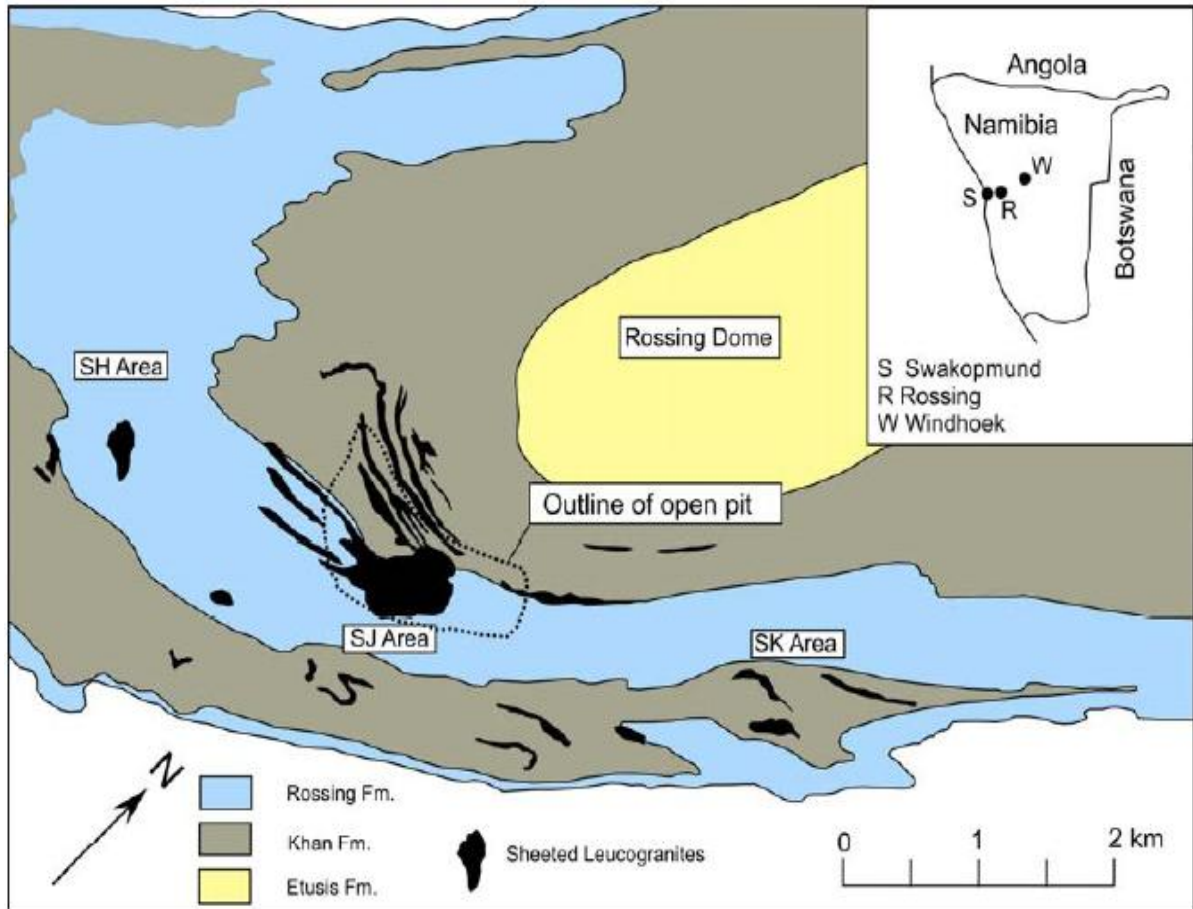 Angola
Namibia
W
S
R
Botswana
S Swakopmund
R Rossing
W Windhoek
Rossing Dome
SH Area
Outline of open pit
SJ Area
SK Area
N
Rossing Fm.
Khan Fm.
Etusis Fm.
Sheeted Leucogranites
0 1 2 km